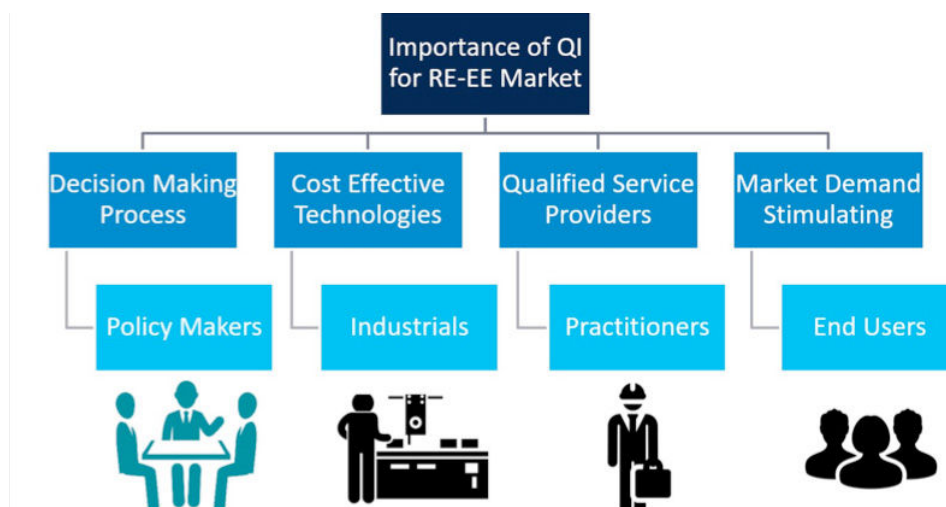 Importance of QI
for RE-EE Market
Decision Making
Process
Cost Effective
Technologies
Qualified Service
Providers
Market Demand
Stimulating
Policy Makers
Industrials
Practitioners
End Users